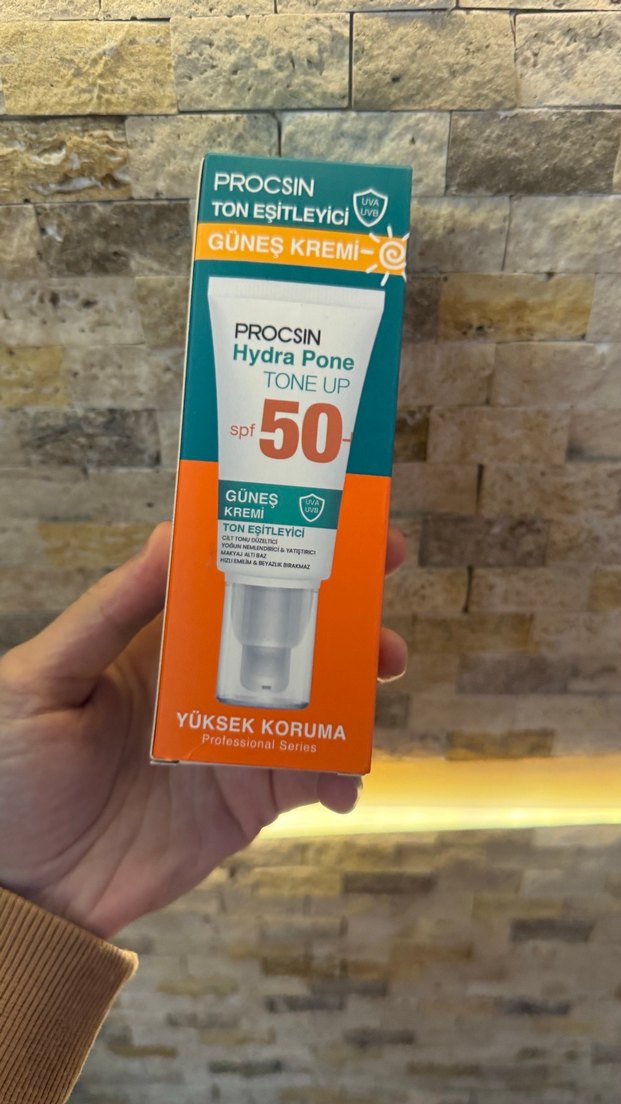 PROCSIN
TON EŞİTLEYİCİ
UVA
UVB
GÜNEŞ KREMİ
PROCSIN
Hydra Pone
TONE UP
spf 50+
GÜNEŞ
KREMİ
UVA
UVB
TON EŞİTLEYİCİ
CİLT TONU DÜZELTİCİ
YOĞUN NEMLENDİRİCİ & YATIŞTIRICI
MAKYAJ ALTI BAZ
HIZLI EMİLİM & BEYAZLIK BIRAKMAZ
YÜKSEK KORUMA
Professional Series